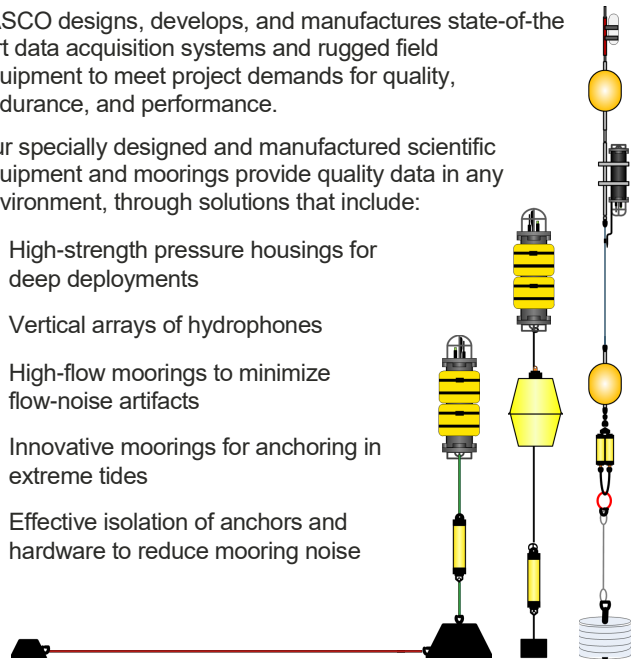 ASCO designs, develops, and manufactures state-of-the
rt data acquisition systems and rugged field
quipment to meet project demands for quality,
durance, and performance.
ur specially designed and manufactured scientific
quipment and moorings provide quality data in any
vironment, through solutions that include:
High-strength pressure housings for
deep deployments
Vertical arrays of hydrophones
High-flow moorings to minimize
flow-noise artifacts
Innovative moorings for anchoring in
extreme tides
Effective isolation of anchors and
hardware to reduce mooring noise